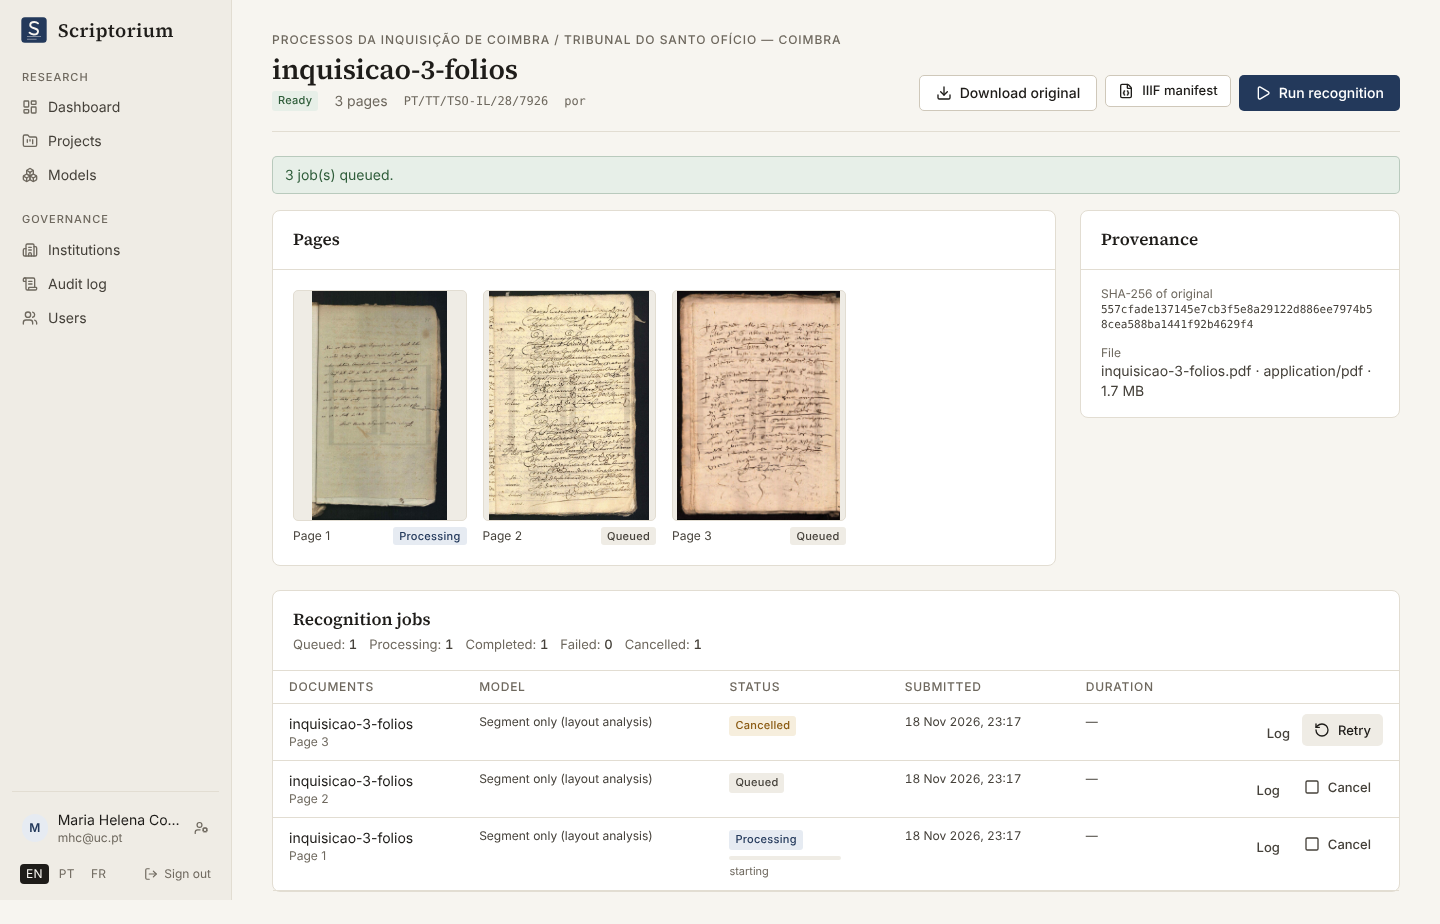 Scriptorium
RESEARCH
Dashboard
Projects
Models
GOVERNANCE
Institutions
Audit log
Users
M
Maria Helena Co...
mhc@uc.pt
EN PT FR Sign out
PROCESSOS DA INQUISIÇÃO DE COIMBRA / TRIBUNAL DO SANTO OFÍCIO — COIMBRA
inquisicao-3-folios
Ready 3 pages PT/TT/TSO-IL/28/7926 por
Download original IIIF manifest Run recognition
3 job(s) queued.
Pages
Page 1 Processing Page 2 Queued Page 3 Queued
Provenance
SHA-256 of original
557cfade137145e7cb3f5e8a29122d886ee7974b5
8cea588ba1441f92b4629f4
File
inquisicao-3-folios.pdf · application/pdf ·
1.7 MB
Recognition jobs
Queued: 1 Processing: 1 Completed: 1 Failed: 0 Cancelled: 1
DOCUMENTS MODEL STATUS SUBMITTED DURATION
inquisicao-3-folios Segment only (layout analysis) Cancelled 18 Nov 2026, 23:17 — Log Retry
Page 3
inquisicao-3-folios Segment only (layout analysis) Queued 18 Nov 2026, 23:17 — Log Cancel
Page 2
inquisicao-3-folios Segment only (layout analysis) Processing 18 Nov 2026, 23:17 — Log Cancel
Page 1
starting